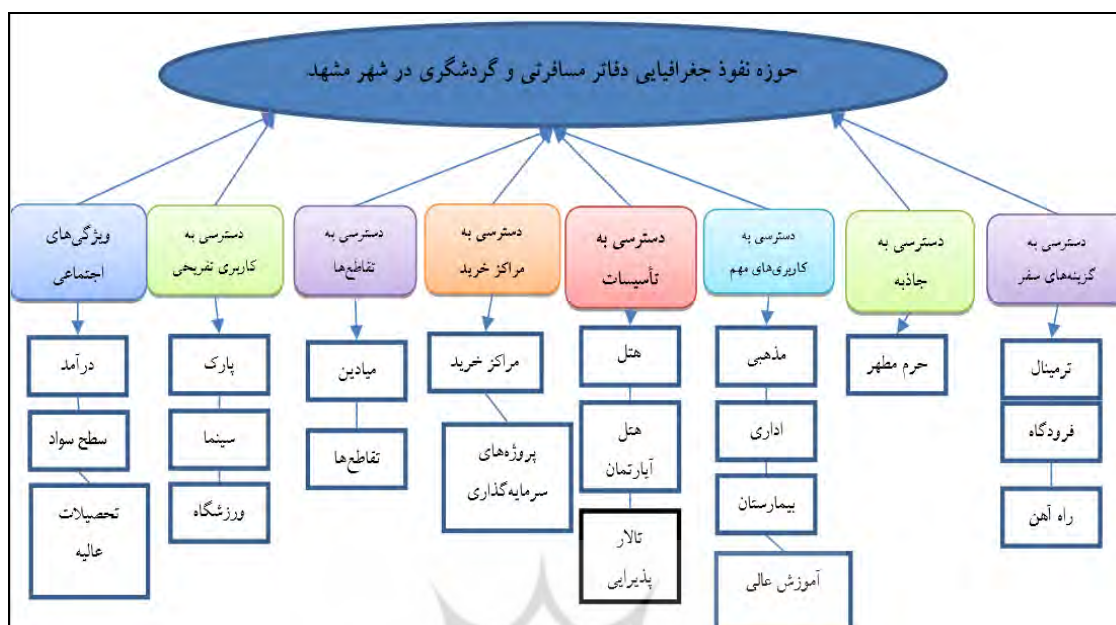 حوزه نفوذ جغرافیایی دفاتر مسافرتی و گردشگری در شهر مشهد
دسترسی به
گزینه‌های سفر
ترمینال
فرودگاه
راه آهن
دسترسی به
جاذبه
حرم مطهر
دسترسی به
کاربری‌های مهم
مذهبی
اداری
بیمارستان
آموزش عالی
دسترسی به
تأسیسات
هتل
هتل
آپارتمان
تالار
پذیرایی
دسترسی به
مراکز خرید
مراکز خرید
پروژه‌های
سرمایه‌گذاری
دسترسی به
تقاطع‌ها
میادین
تقاطع‌ها
دسترسی به
کاربری تفریحی
پارک
سینما
ورزشگاه
ویژگی‌های
اجتماعی
درآمد
سطح سواد
تحصیلات
عالیه